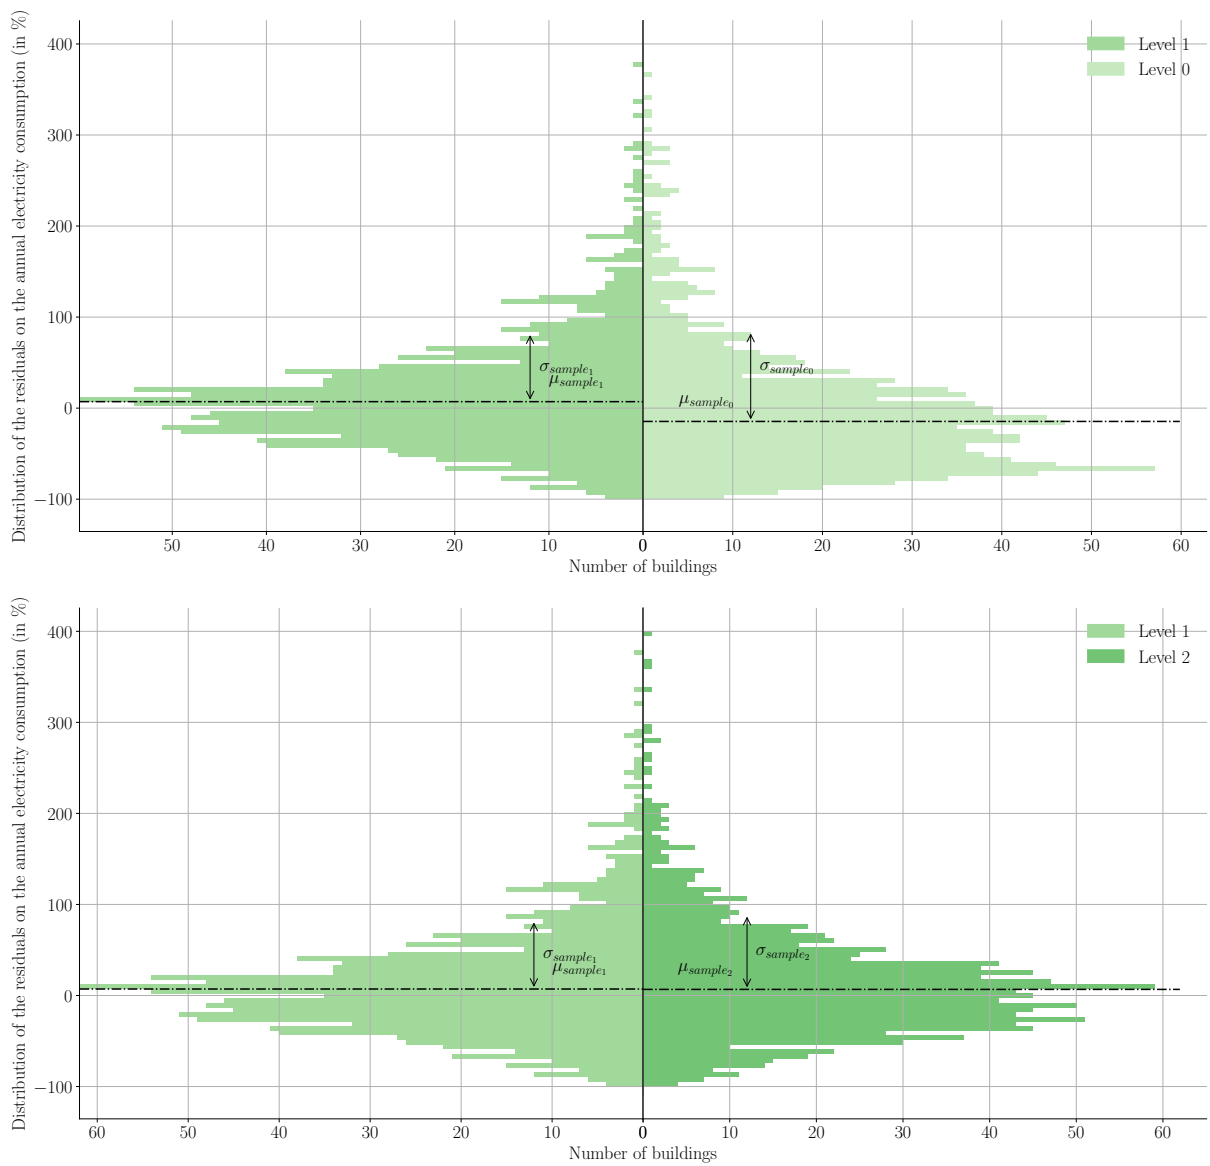 Distribution of the residuals on the annual electricity consumption (in %)
400
300
200
100
0
−100
Level 1
Level 0
σsample₁
μsample₁
σsample₀
μsample₀
50 40 30 20 10 0 10 20 30 40 50 60
Number of buildings
Distribution of the residuals on the annual electricity consumption (in %)
400
300
200
100
0
−100
Level 1
Level 2
σsample₁
μsample₁
σsample₂
μsample₂
60 50 40 30 20 10 0 10 20 30 40 50 60
Number of buildings